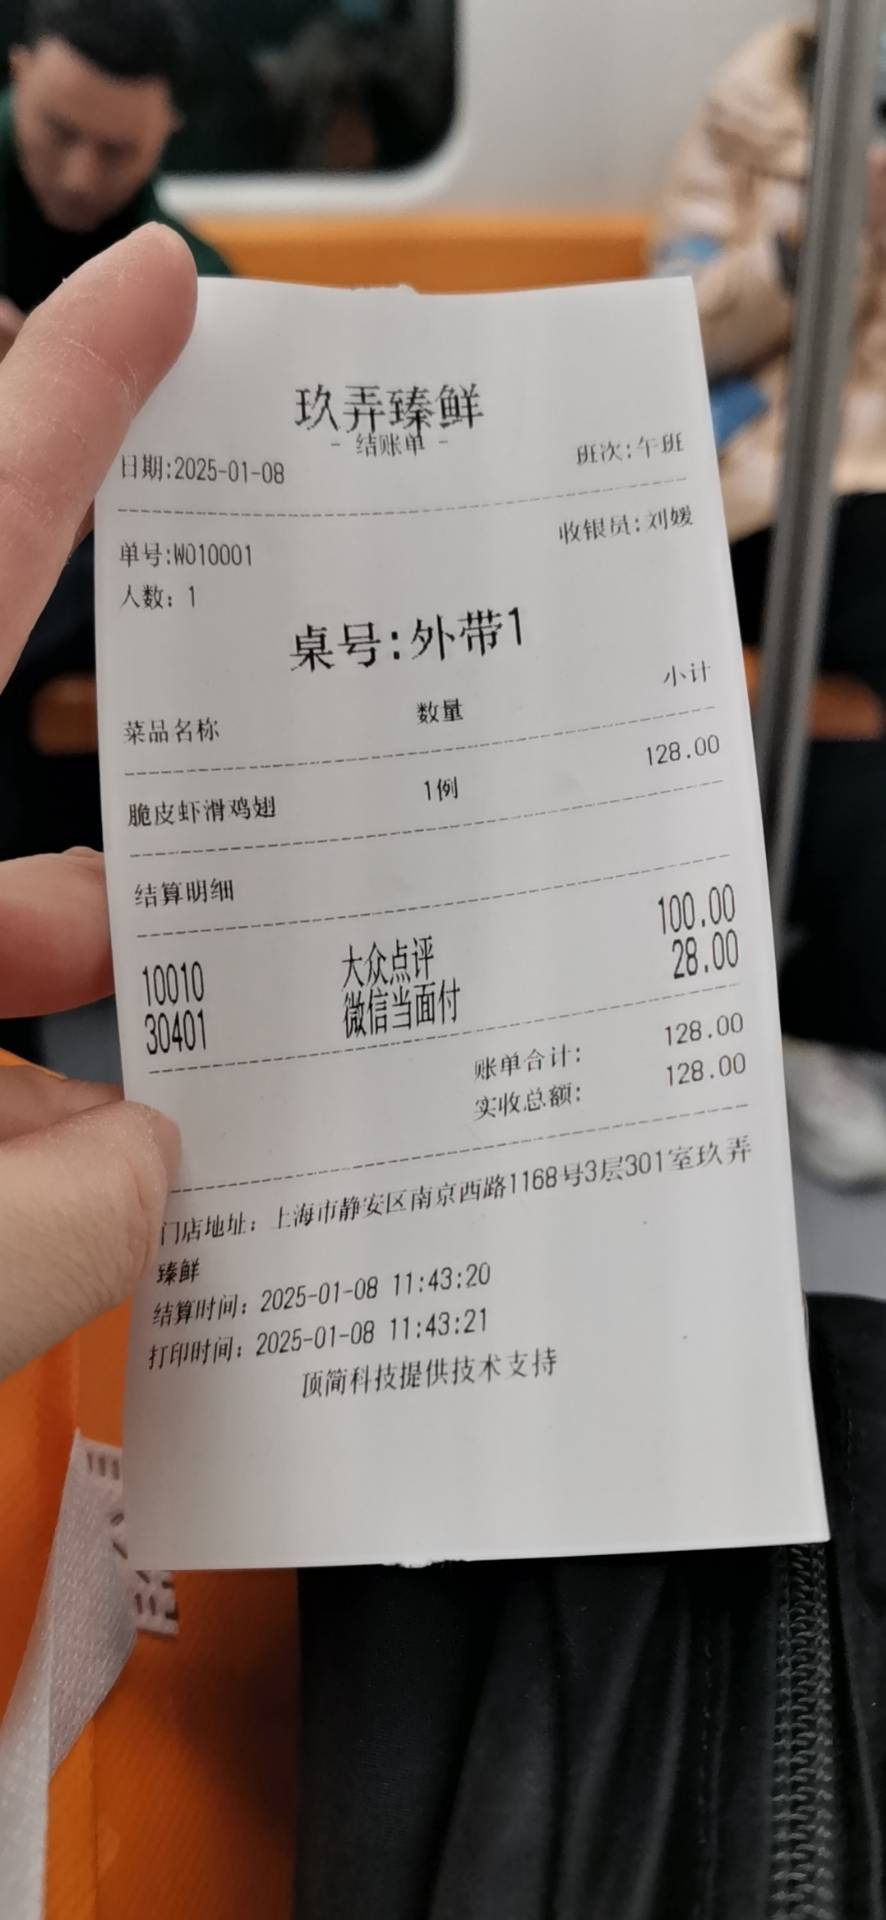 玖弄臻鲜
- 结账单 -
日期:2025-01-08 班次:午班
单号:W010001 收银员:刘媛
人数: 1
桌号:外带1
菜品名称 数量 小计
脆皮虾滑鸡翅 1例 128.00
结算明细
10010 大众点评 100.00
30401 微信当面付 28.00
账单合计: 128.00
实收总额: 128.00
门店地址: 上海市静安区南京西路1168号3层301室玖弄
臻鲜
结算时间: 2025-01-08 11:43:20
打印时间: 2025-01-08 11:43:21
顶简科技提供技术支持